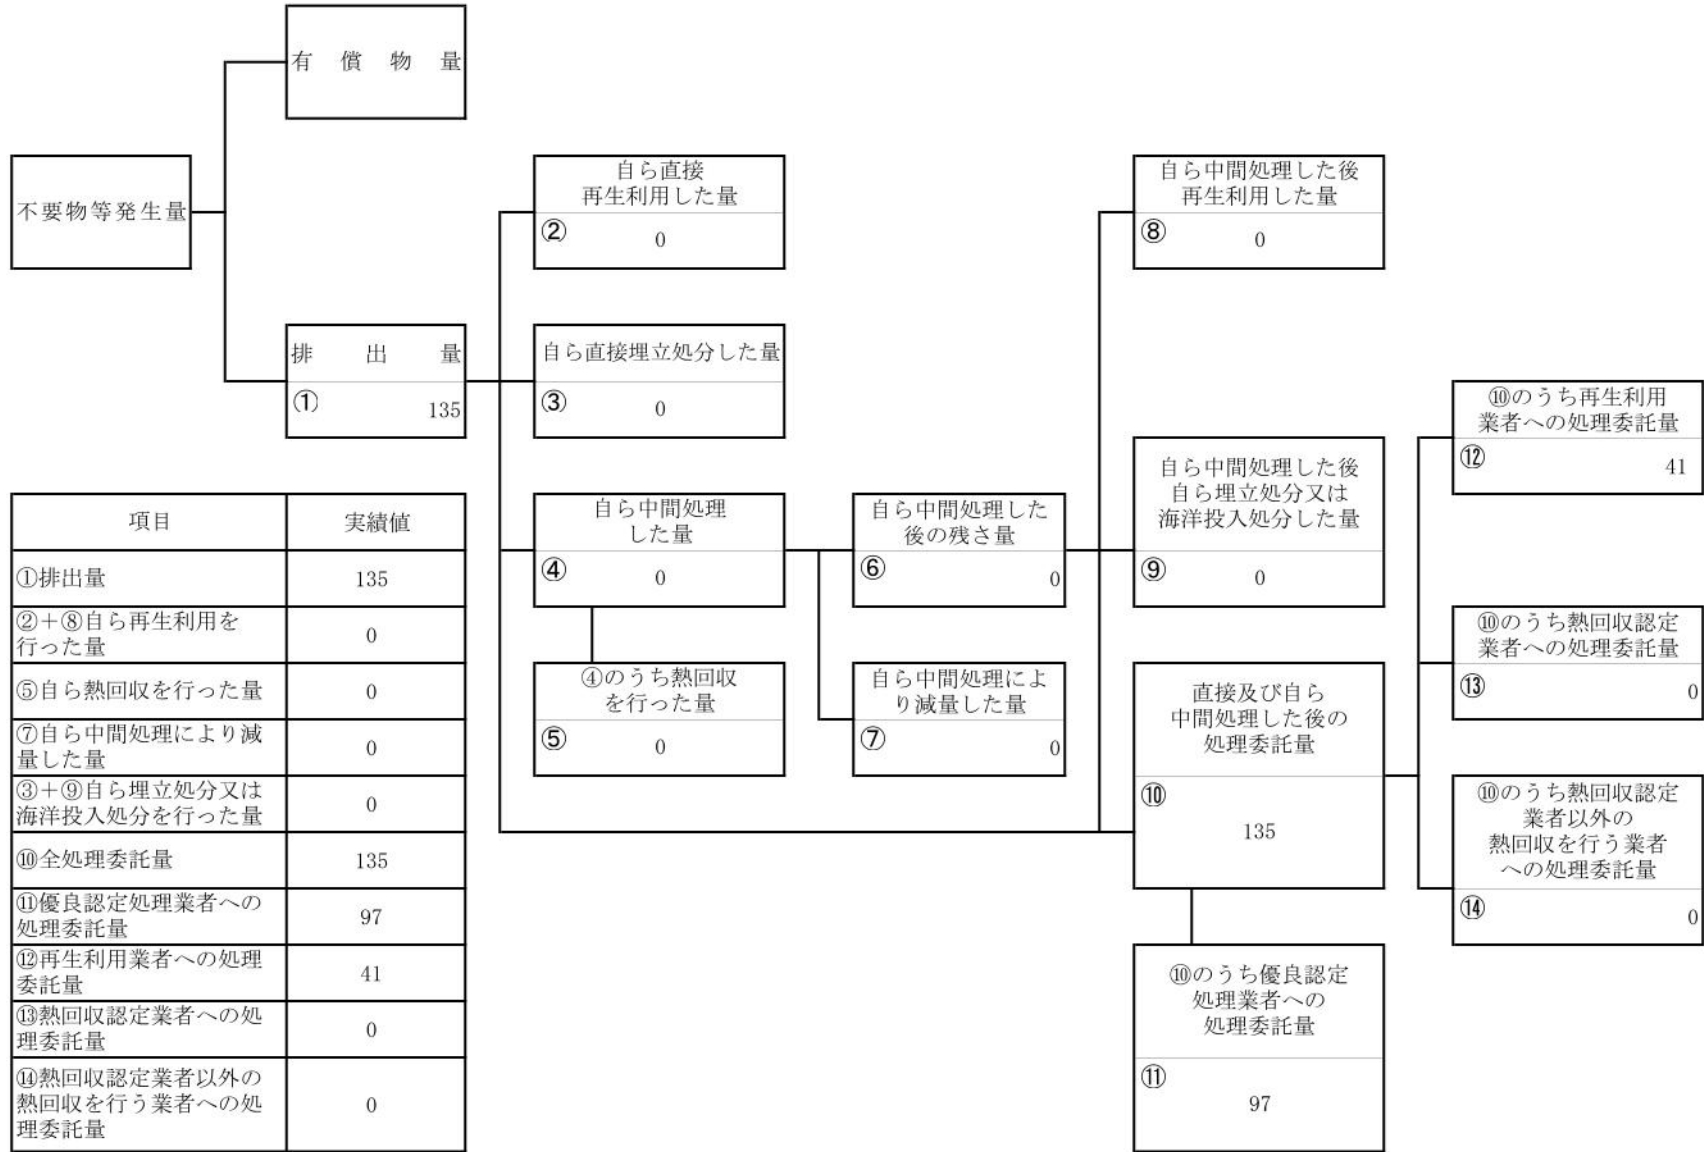 有償物量
不要物等発生量
排出量
①
135
自ら直接
再生利用した量
②
0
自ら直接埋立処分した量
③
0
自ら中間処理
した量
④
0
④のうち熱回収
を行った量
⑤
0
自ら中間処理した
後の残さ量
⑥
0
自ら中間処理によ
り減量した量
⑦
0
自ら中間処理した後
再生利用した量
⑧
0
自ら中間処理した後
自ら埋立処分又は
海洋投入処分した量
⑨
0
直接及び自ら
中間処理した後の
処理委託量
⑩
135
⑩のうち優良認定
処理業者への
処理委託量
⑪
97
⑩のうち再生利用
業者への処理委託量
⑫
41
⑩のうち熱回収認定
業者への処理委託量
⑬
0
⑩のうち熱回収認定
業者以外の
熱回収を行う業者
への処理委託量
⑭
0
項目 実績値
①排出量 135
②＋⑧自ら再生利用を
行った量 0
⑤自ら熱回収を行った量 0
⑦自ら中間処理により減
量した量 0
③＋⑨自ら埋立処分又は
海洋投入処分を行った量 0
⑩全処理委託量 135
⑪優良認定処理業者への
処理委託量 97
⑫再生利用業者への処理
委託量 41
⑬熱回収認定業者への処
理委託量 0
⑭熱回収認定業者以外の
熱回収を行う業者への処
理委託量 0